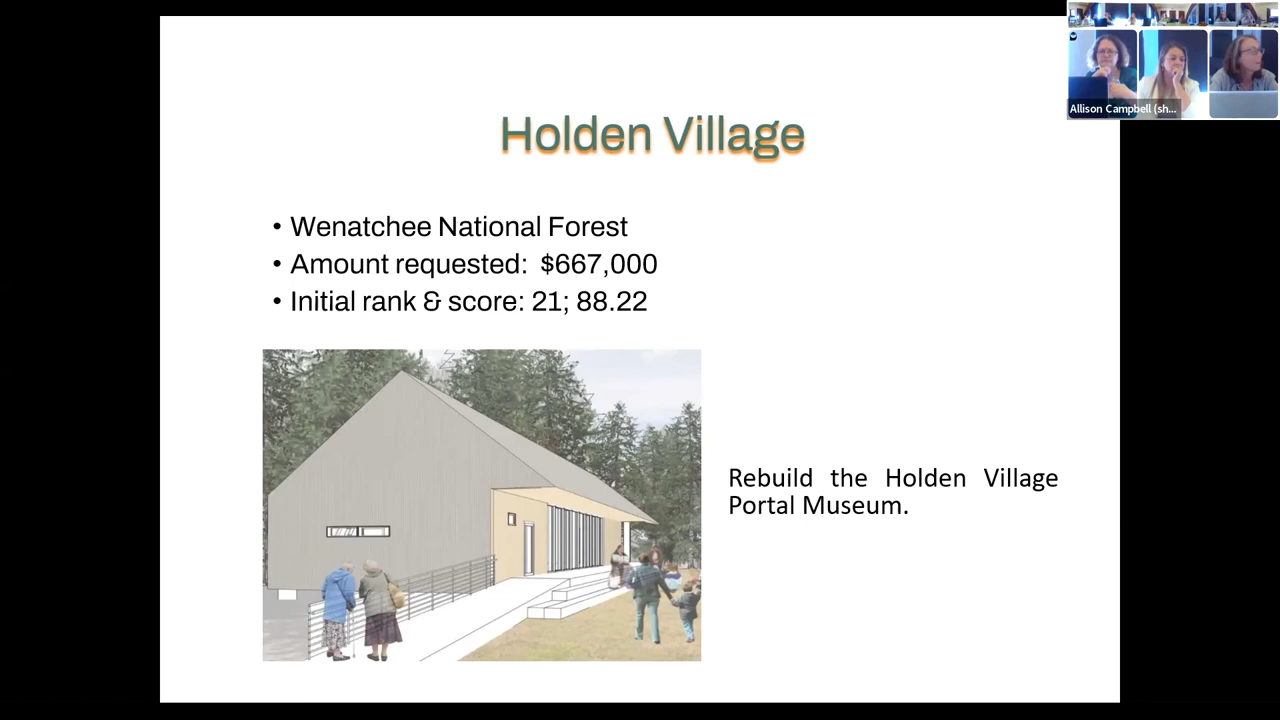 Allison Campbell (sh...
Holden Village
• Wenatchee National Forest
• Amount requested: $667,000
• Initial rank & score: 21; 88.22
Rebuild the Holden Village
Portal Museum.